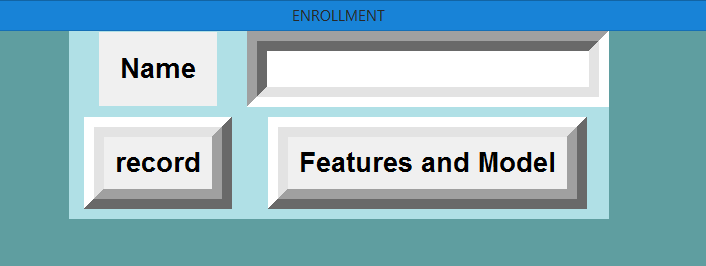 ENROLLMENT
Name
record
Features and Model